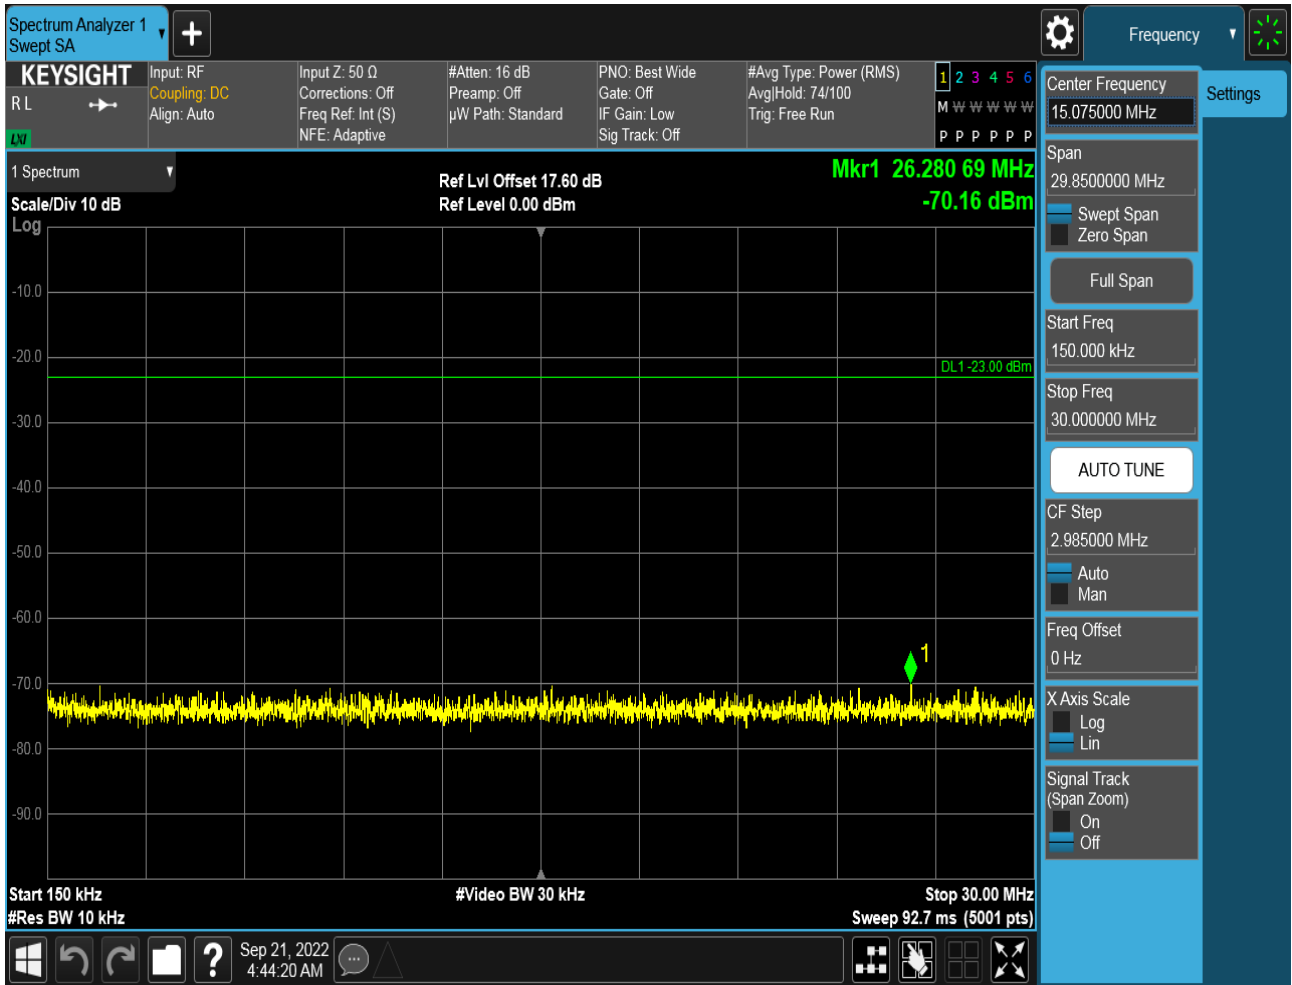 Spectrum Analyzer 1
Swept SA
Frequency
KEYSIGHT
R L
LXI
Input: RF
Coupling: DC
Align: Auto
Input Z: 50 Ω
Corrections: Off
Freq Ref: Int (S)
NFE: Adaptive
#Atten: 16 dB
Preamp: Off
µW Path: Standard
PNO: Best Wide
Gate: Off
IF Gain: Low
Sig Track: Off
#Avg Type: Power (RMS)
Avg|Hold: 74/100
Trig: Free Run
1 2 3 4 5 6
M W W W W W
P P P P P P
1 Spectrum
Scale/Div 10 dB
Log
Ref Lvl Offset 17.60 dB
Ref Level 0.00 dBm
Mkr1 26.280 69 MHz
-70.16 dBm
-10.0
-20.0
DL1 -23.00 dBm
-30.0
-40.0
-50.0
-60.0
1
-70.0
-80.0
-90.0
Start 150 kHz
#Res BW 10 kHz
#Video BW 30 kHz
Stop 30.00 MHz
Sweep 92.7 ms (5001 pts)
Center Frequency
15.075000 MHz
Settings
Span
29.8500000 MHz
Swept Span
Zero Span
Full Span
Start Freq
150.000 kHz
Stop Freq
30.000000 MHz
AUTO TUNE
CF Step
2.985000 MHz
Auto
Man
Freq Offset
0 Hz
X Axis Scale
Log
Lin
Signal Track
(Span Zoom)
On
Off
?
Sep 21, 2022
4:44:20 AM